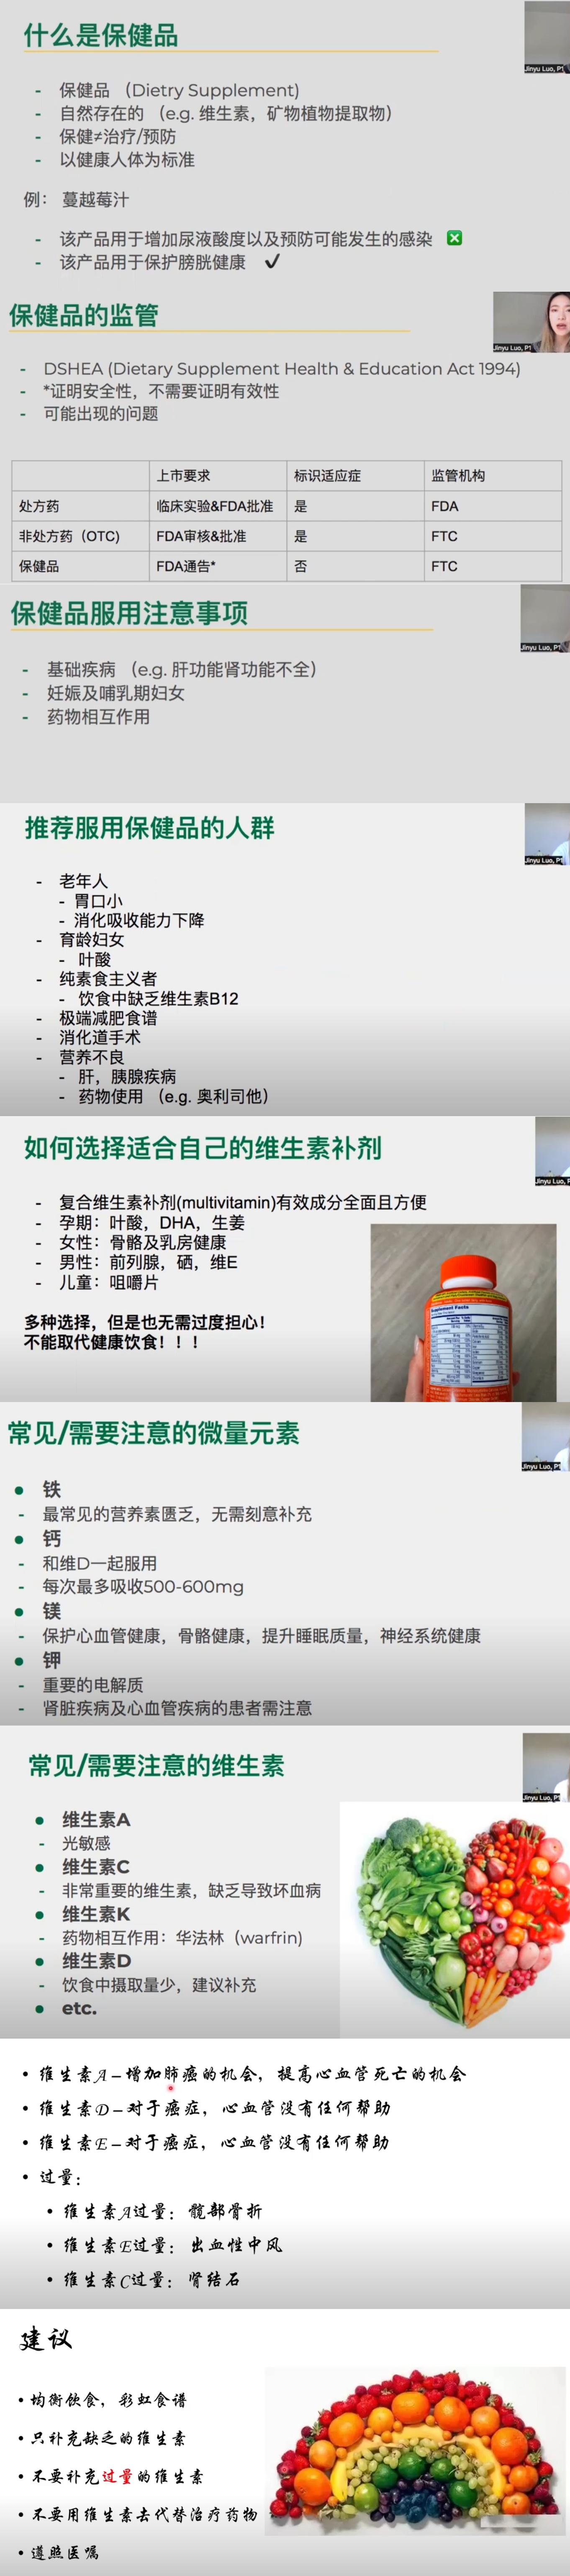 什么是保健品
Jinyu Luo, P1
- 保健品 （Dietry Supplement)
- 自然存在的 （e.g. 维生素，矿物植物提取物）
- 保健≠治疗/预防
- 以健康人体为标准
例： 蔓越莓汁
- 该产品用于增加尿液酸度以及预防可能发生的感染 ❎
- 该产品用于保护膀胱健康 ✓
保健品的监管
Jinyu Luo, P1
- DSHEA (Dietary Supplement Health & Education Act 1994)
- *证明安全性，不需要证明有效性
- 可能出现的问题
上市要求 标识适应症 监管机构
处方药 临床实验&FDA批准 是 FDA
非处方药（OTC) FDA审核&批准 是 FTC
保健品 FDA通告* 否 FTC
保健品服用注意事项
Jinyu Luo, P1
- 基础疾病 （e.g. 肝功能肾功能不全）
- 妊娠及哺乳期妇女
- 药物相互作用
推荐服用保健品的人群
Jinyu Luo, P1
- 老年人
- 胃口小
- 消化吸收能力下降
- 育龄妇女
- 叶酸
- 纯素食主义者
- 饮食中缺乏维生素B12
- 极端减肥食谱
- 消化道手术
- 营养不良
- 肝，胰腺疾病
- 药物使用 （e.g. 奥利司他）
如何选择适合自己的维生素补剂
Jinyu Luo, P
- 复合维生素补剂(multivitamin)有效成分全面且方便
- 孕期：叶酸，DHA，生姜
- 女性：骨骼及乳房健康
- 男性：前列腺，硒，维E
- 儿童：咀嚼片
多种选择，但是也无需过度担心！
不能取代健康饮食！！！
Supplement Facts
常见/需要注意的微量元素
Jinyu Luo, P1
● 铁
- 最常见的营养素匮乏，无需刻意补充
● 钙
- 和维D一起服用
- 每次最多吸收500-600mg
● 镁
- 保护心血管健康，骨骼健康，提升睡眠质量，神经系统健康
● 钾
- 重要的电解质
- 肾脏疾病及心血管疾病的患者需注意
常见/需要注意的维生素
Jinyu Luo, P1
● 维生素A
- 光敏感
● 维生素C
- 非常重要的维生素，缺乏导致坏血病
● 维生素K
- 药物相互作用：华法林（warfrin)
● 维生素D
- 饮食中摄取量少，建议补充
● etc.
• 维生素A – 增加肺癌的机会，提高心血管死亡的机会
• 维生素D – 对于癌症，心血管没有任何帮助
• 维生素E – 对于癌症，心血管没有任何帮助
• 过量：
• 维生素A过量： 髋部骨折
• 维生素E过量： 出血性中风
• 维生素C过量： 肾结石
建议
• 均衡饮食，彩虹食谱
• 只补充缺乏的维生素
• 不要补充过量的维生素
• 不要用维生素去代替治疗药物
• 遵照医嘱